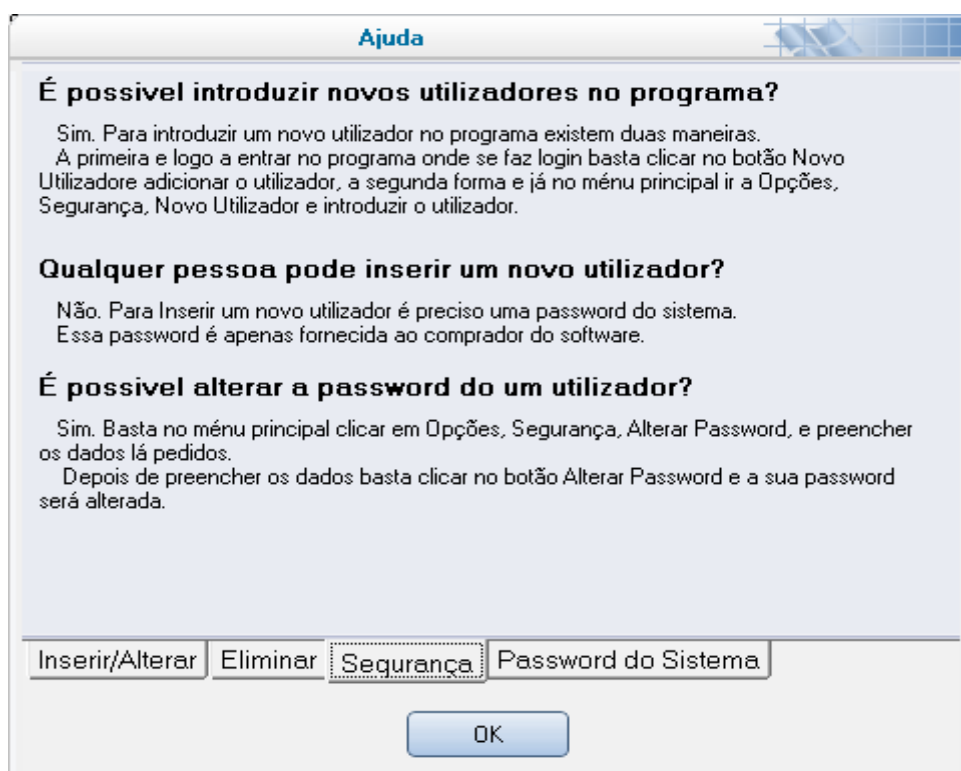 Ajuda
É possivel introduzir novos utilizadores no programa?
Sim. Para introduzir um novo utilizador no programa existem duas maneiras.
A primeira e logo a entrar no programa onde se faz login basta clicar no botão Novo
Utilizadore adicionar o utilizador, a segunda forma e já no ménu principal ir a Opções,
Segurança, Novo Utilizador e introduzir o utilizador.
Qualquer pessoa pode inserir um novo utilizador?
Não. Para Inserir um novo utilizador é preciso uma password do sistema.
Essa password é apenas fornecida ao comprador do software.
É possivel alterar a password do um utilizador?
Sim. Basta no ménu principal clicar em Opções, Segurança, Alterar Password, e preencher
os dados lá pedidos.
Depois de preencher os dados basta clicar no botão Alterar Password e a sua password
será alterada.
Inserir/Alterar Eliminar Segurança Password do Sistema
OK